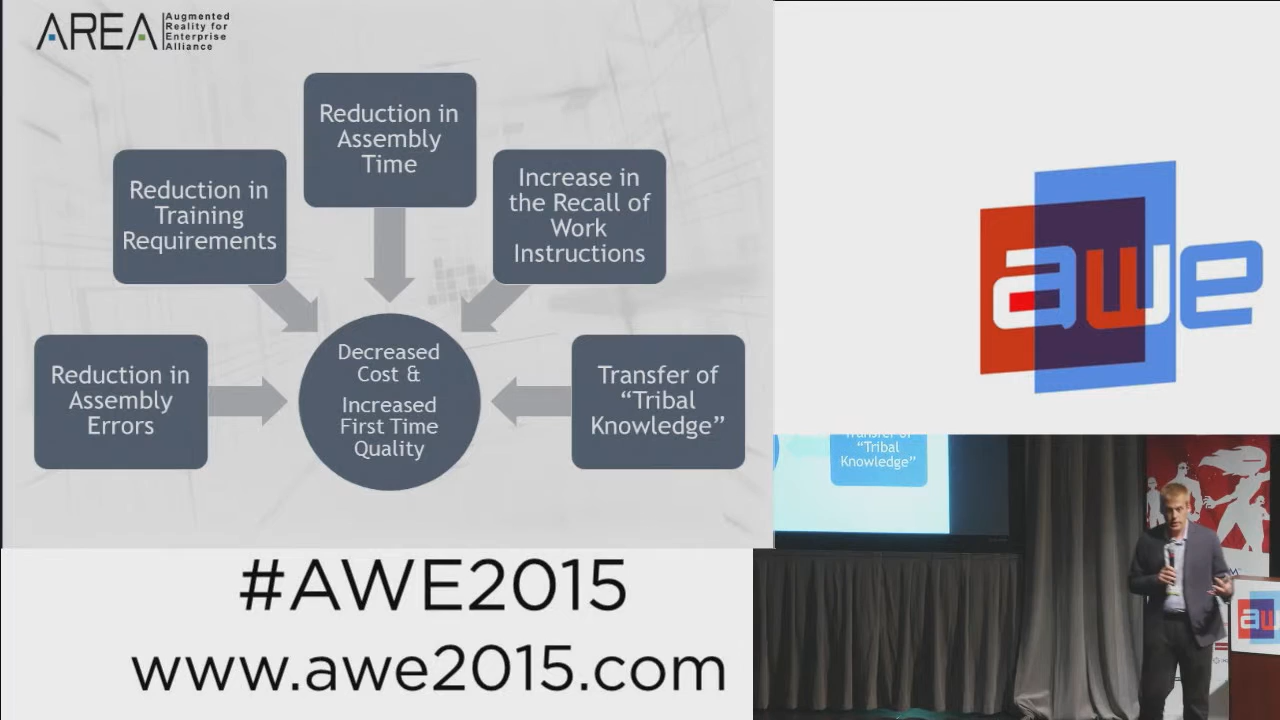 AREA
Augmented
Reality for
Enterprise
Alliance
Reduction in
Assembly
Time
Reduction in
Training
Requirements
Increase in
the Recall of
Work
Instructions
Reduction in
Assembly
Errors
Decreased
Cost &
Increased
First Time
Quality
Transfer of
“Tribal
Knowledge”
awe
Transfer of
“Tribal
Knowledge”
aw
#AWE2015
www.awe2015.com